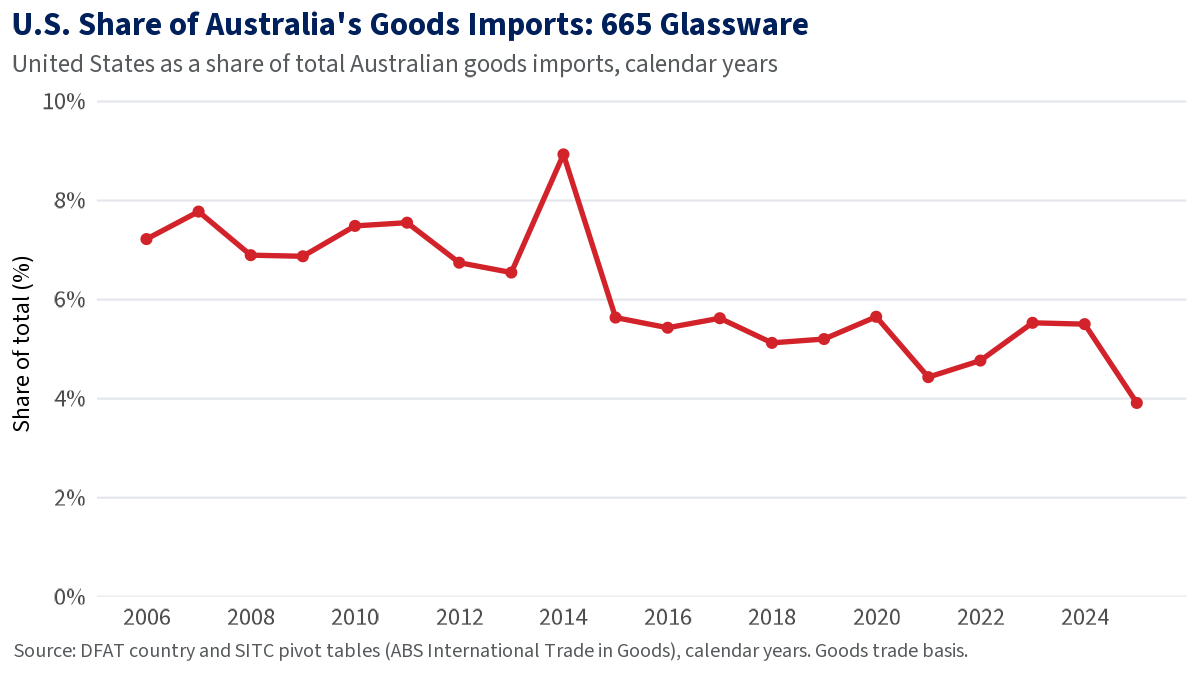 U.S. Share of Australia's Goods Imports: 665 Glassware
United States as a share of total Australian goods imports, calendar years
Share of total (%)
10%
8%
6%
4%
2%
0%
2006 2008 2010 2012 2014 2016 2018 2020 2022 2024
Source: DFAT country and SITC pivot tables (ABS International Trade in Goods), calendar years. Goods trade basis.